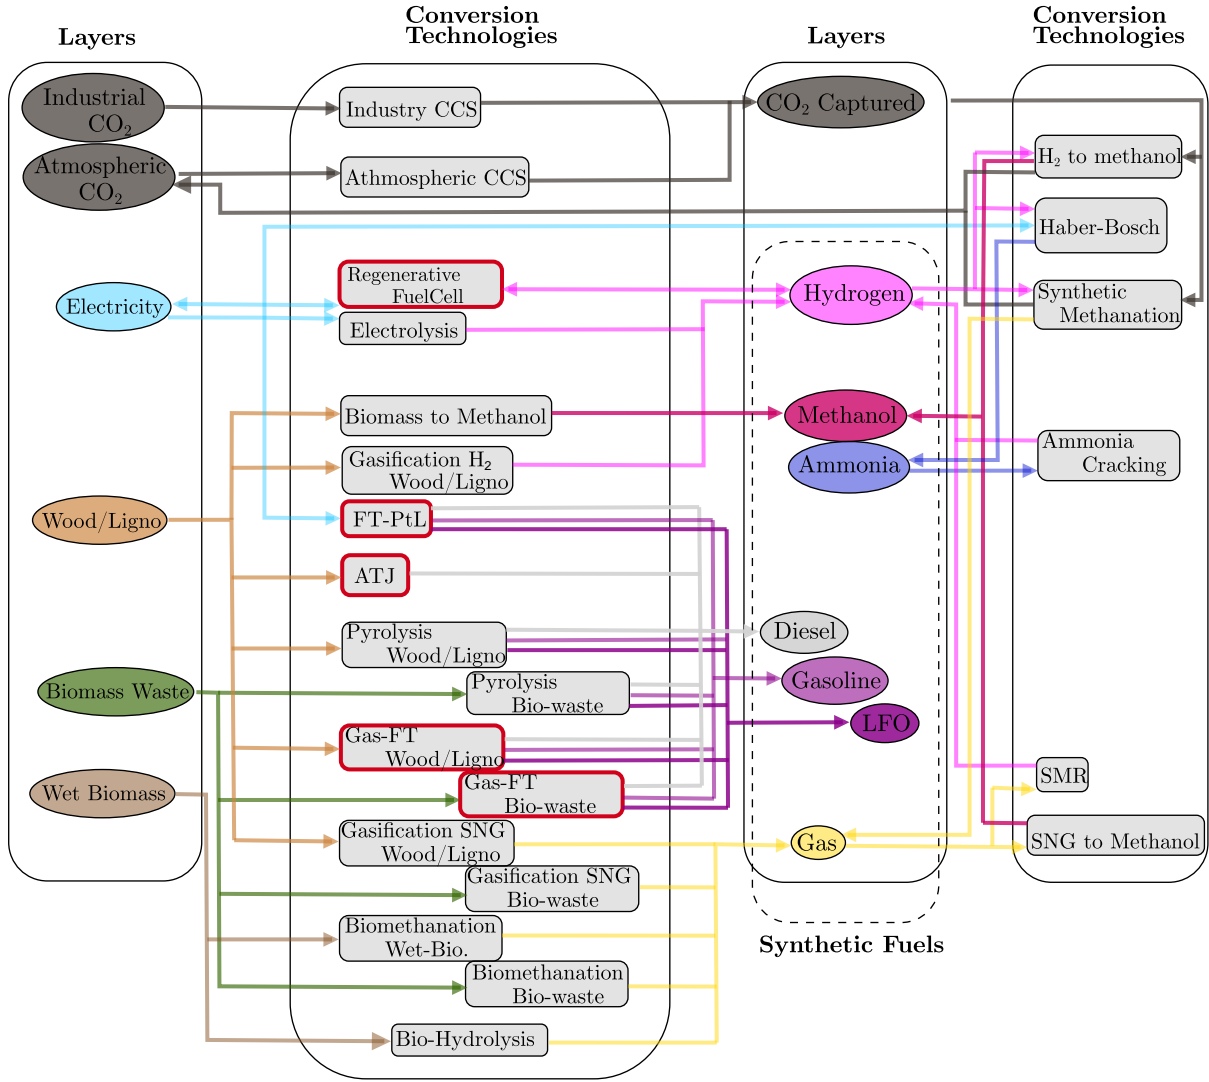 Layers
Industrial
CO₂
Atmospheric
CO₂
Electricity
Wood/Ligno
Biomass Waste
Wet Biomass
Conversion
Technologies
Industry CCS
Athmospheric CCS
Regenerative
FuelCell
Electrolysis
Biomass to Methanol
Gasification H₂
Wood/Ligno
FT-PtL
ATJ
Pyrolysis
Wood/Ligno
Pyrolysis
Bio-waste
Gas-FT
Wood/Ligno
Gas-FT
Bio-waste
Gasification SNG
Wood/Ligno
Gasification SNG
Bio-waste
Biomethanation
Wet-Bio.
Biomethanation
Bio-waste
Bio-Hydrolysis
Layers
CO₂ Captured
Hydrogen
Methanol
Ammonia
Diesel
Gasoline
LFO
Gas
Synthetic Fuels
Conversion
Technologies
H₂ to methanol
Haber-Bosch
Synthetic
Methanation
Ammonia
Cracking
SMR
SNG to Methanol